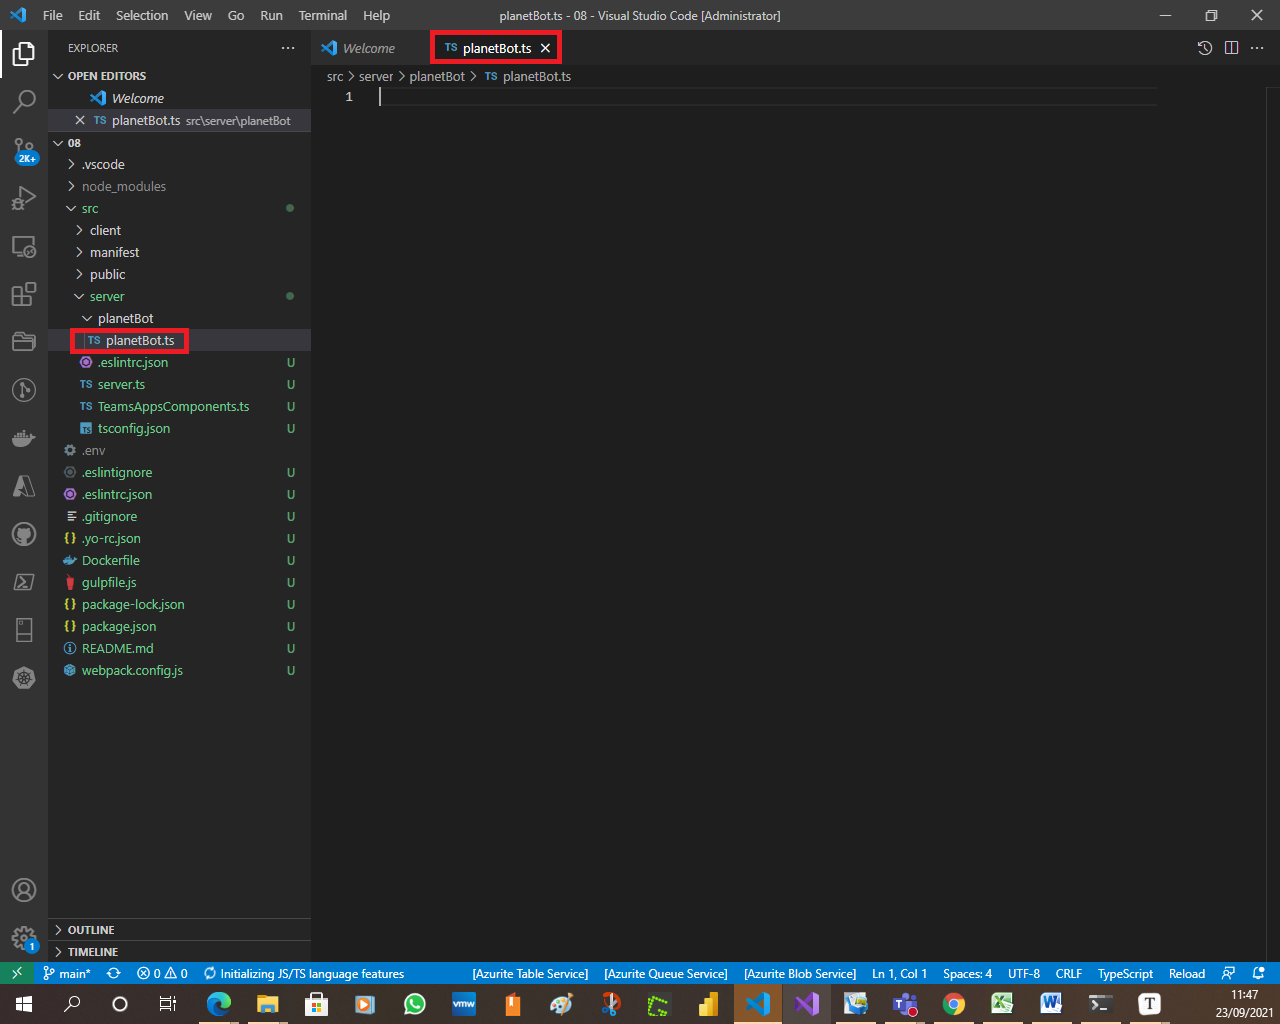 File Edit Selection View Go Run Terminal Help
planetBot.ts - 08 - Visual Studio Code [Administrator]
EXPLORER
OPEN EDITORS
Welcome
TS planetBot.ts src\server\planetBot
08
.vscode
node_modules
src
client
manifest
public
server
planetBot
TS planetBot.ts
.eslintrc.json U
TS server.ts U
TS TeamsAppsComponents.ts U
TS tsconfig.json U
.env
.eslintignore U
.eslintrc.json U
.gitignore U
{} .yo-rc.json U
Dockerfile U
gulpfile.js U
{} package-lock.json U
{} package.json U
README.md U
webpack.config.js U
OUTLINE
TIMELINE
2K+
1
Welcome
TS planetBot.ts
src > server > planetBot > TS planetBot.ts
1
main* 0 0 Initializing JS/TS language features [Azurite Table Service] [Azurite Queue Service] [Azurite Blob Service] Ln 1, Col 1 Spaces: 4 UTF-8 CRLF TypeScript Reload
vmw
T
11:47
23/09/2021